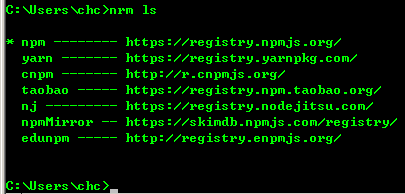 C:\Users\chc>nrm ls
* npm -------- https://registry.npmjs.org/
yarn ------- https://registry.yarnpkg.com/
cnpm ------- http://r.cnpmjs.org/
taobao ----- https://registry.npm.taobao.org/
nj --------- https://registry.nodejitsu.com/
npmMirror -- https://skimdb.npmjs.com/registry/
edunpm ----- http://registry.enpmjs.org/
C:\Users\chc>